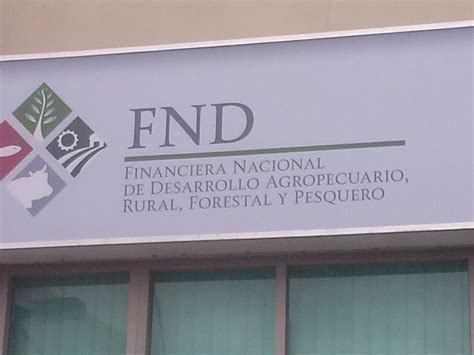 FND
FINANCIERA NACIONAL
DE DESARROLLO AGROPECUARIO,
RURAL, FORESTAL Y PESQUERO